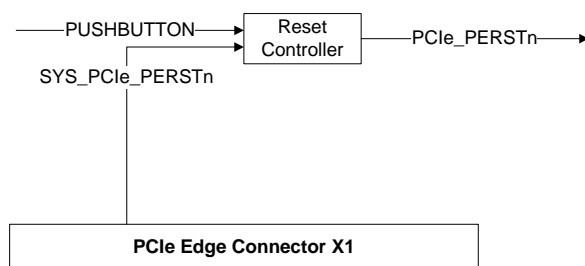 PUSHBUTTON
Reset
Controller
PCIe_PERSTn
SYS_PCIe_PERSTn
PCIe Edge Connector X1